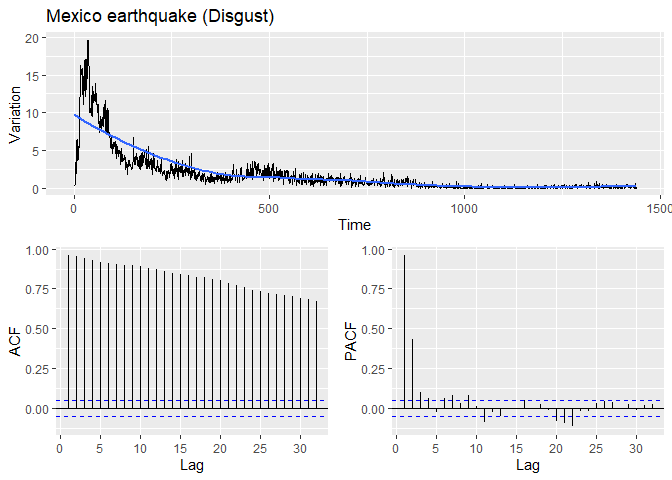 Mexico earthquake (Disgust)
20
15
10
5
0
Variation
0 500 1000 1500
Time
1.00
0.75
0.50
0.25
0.00
ACF
0 5 10 15 20 25 30
Lag
1.00
0.75
0.50
0.25
0.00
PACF
0 5 10 15 20 25 30
Lag